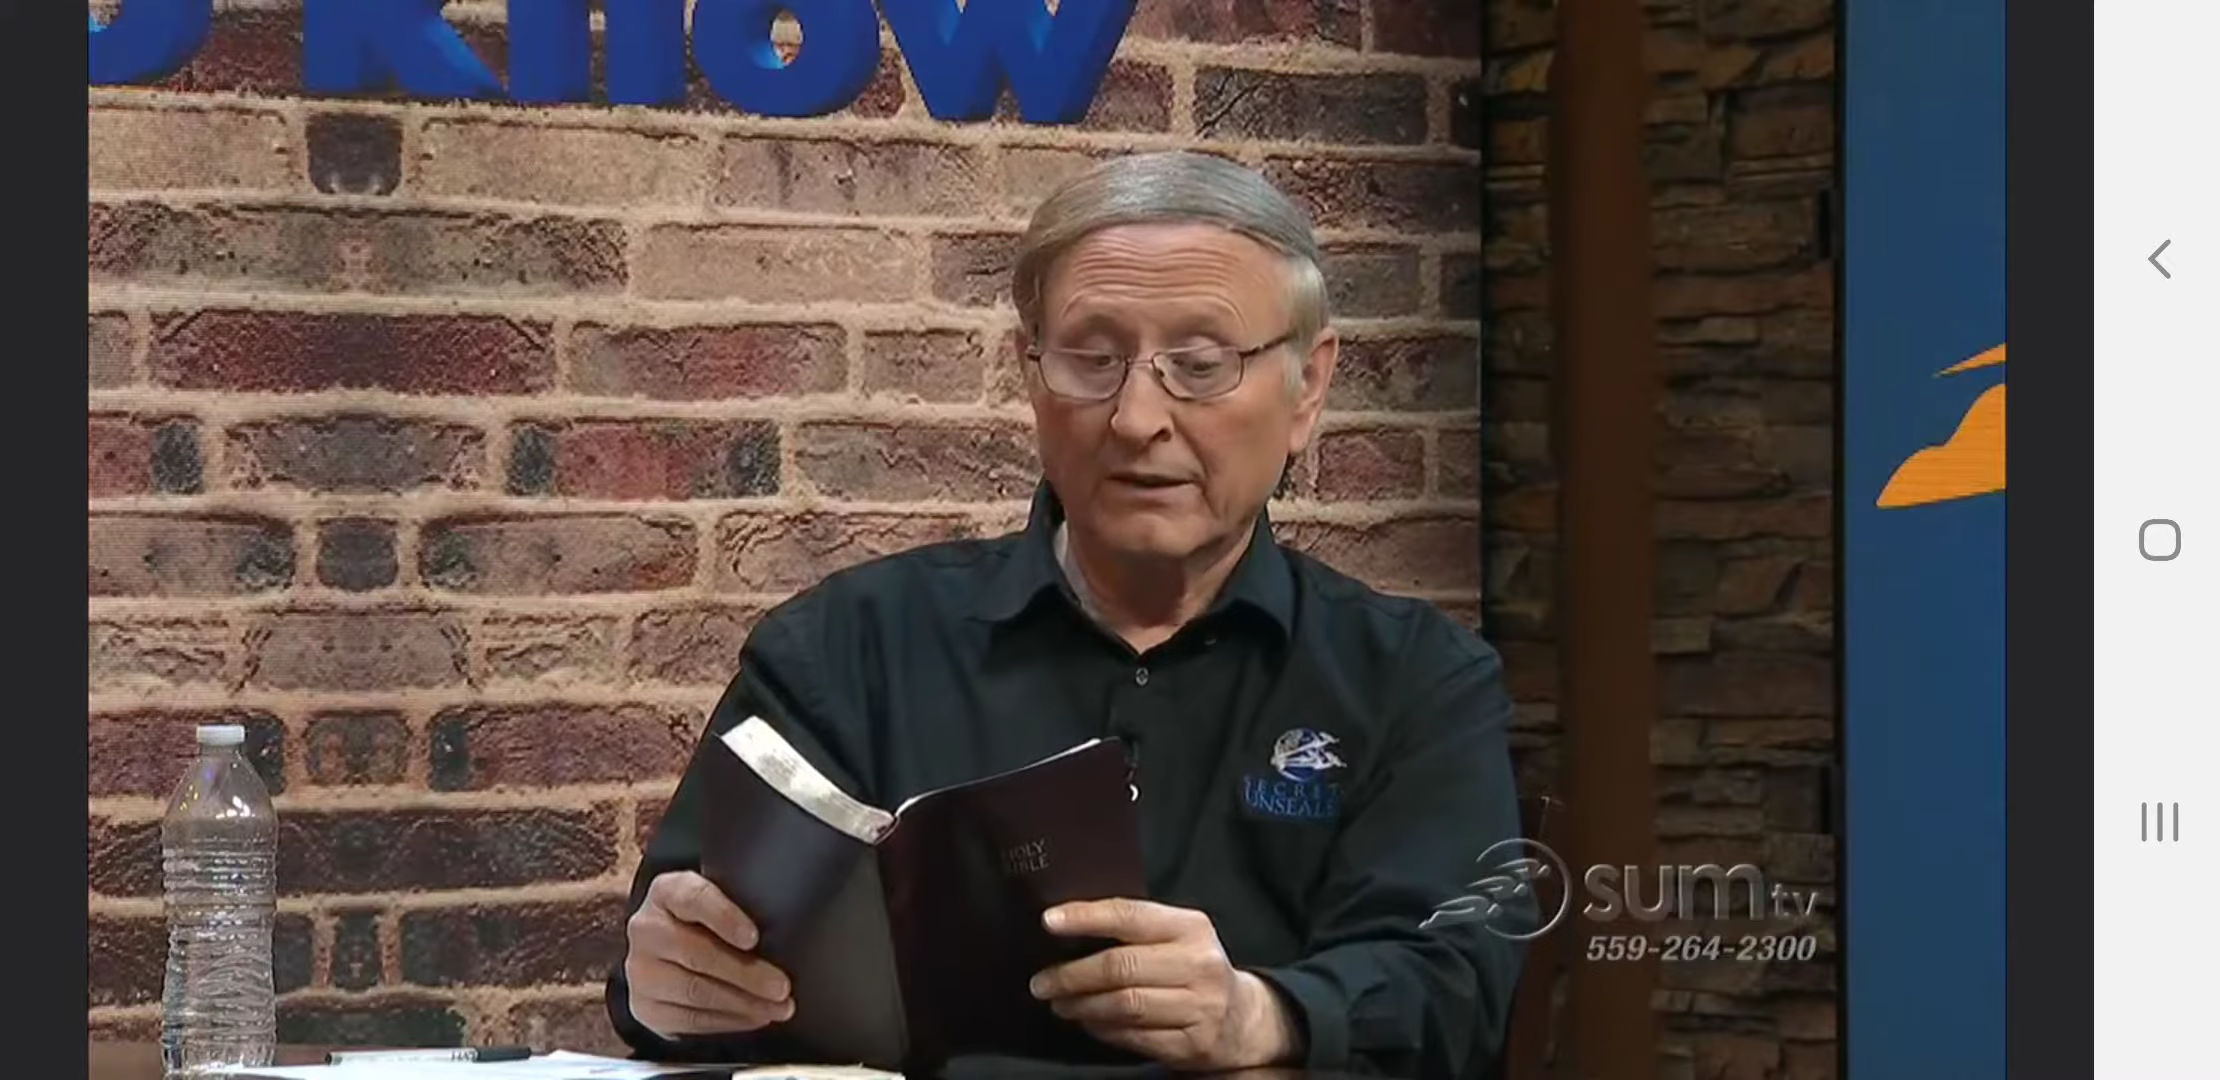 Know
HOLY
BIBLE
SECRETS
UNSEALED
sumtv
559-264-2300